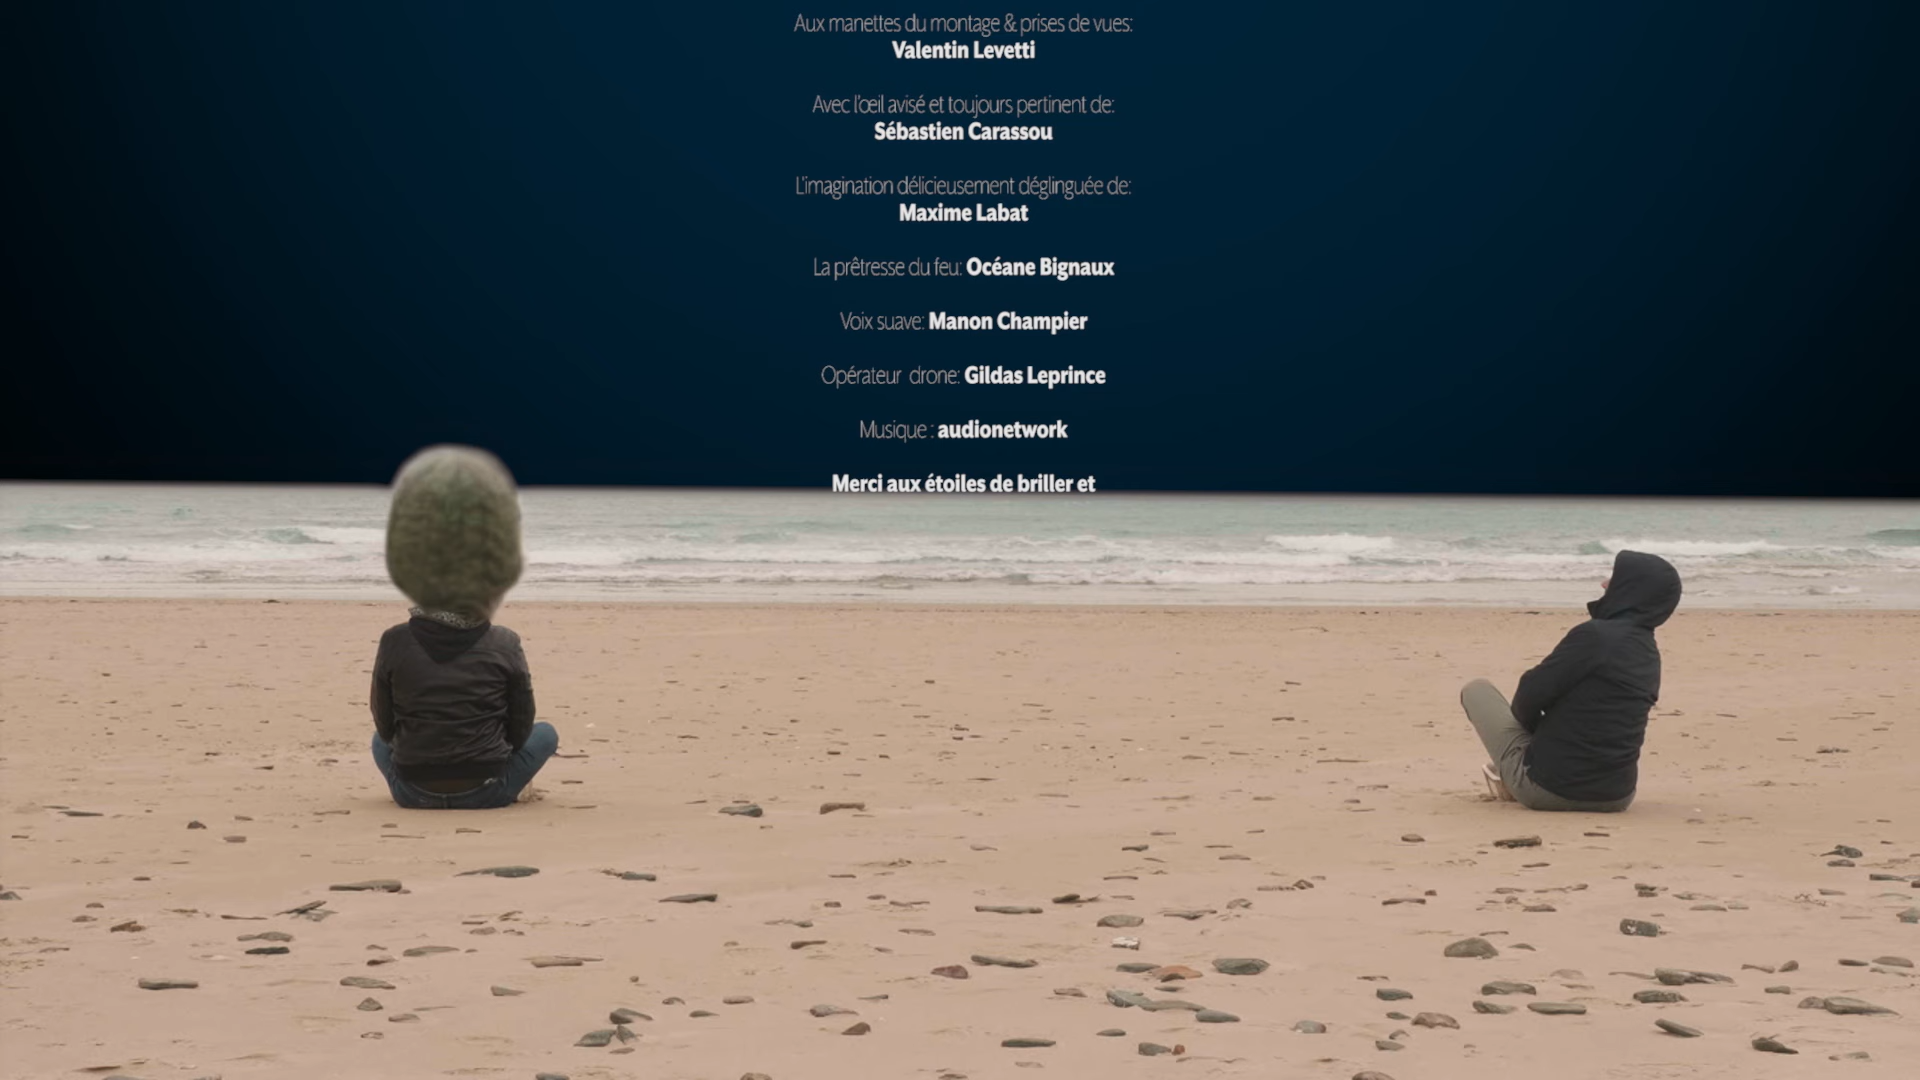 Aux manettes du montage & prises de vues:
Valentin Levetti
Avec l'œil avisé et toujours pertinent de:
Sébastien Carassou
L'imagination délicieusement déglinguée de:
Maxime Labat
La prêtresse du feu: Océane Bignaux
Voix suave: Manon Champier
Opérateur drone: Gildas Leprince
Musique : audionetwork
Merci aux étoiles de briller et